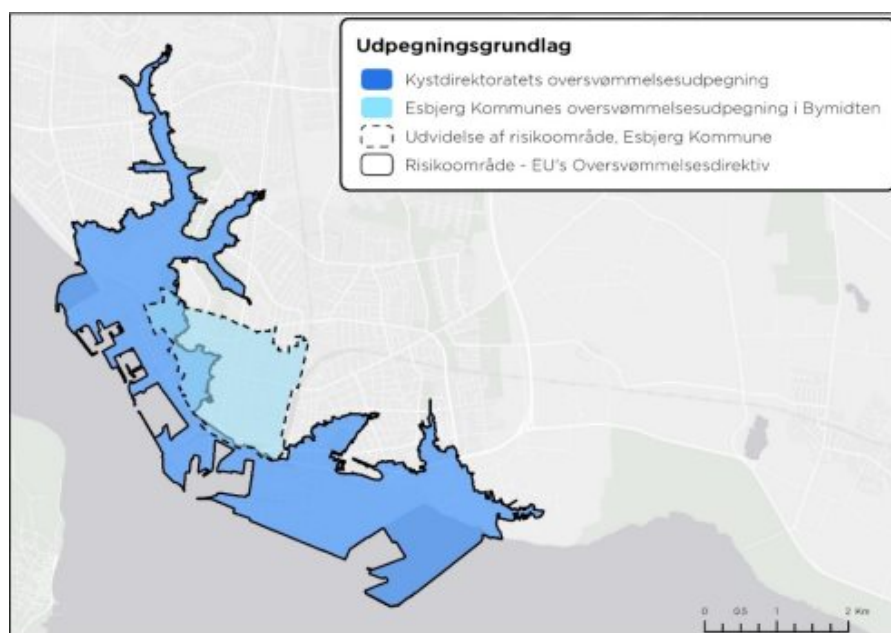 Udpegningsgrundlag
Kystdirektoratets oversvømmelsesudpegning
Esbjerg Kommunes oversvømmelsesudpegning i Bymidten
Udvidelse af risikoområde, Esbjerg Kommune
Risikoområde - EU's Oversvømmelsesdirektiv
0 0,5 1 2 Km